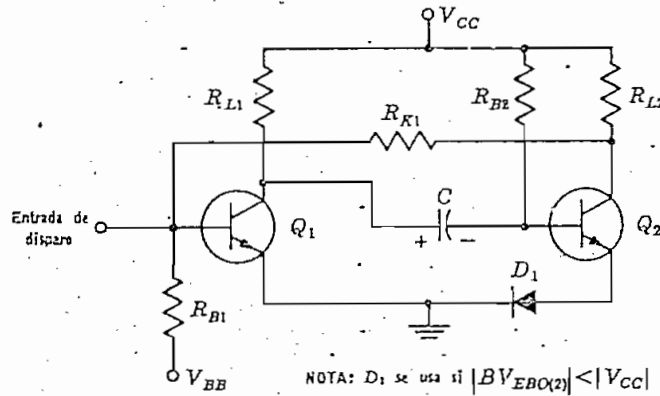 V_CC
R_L1
R_K1
R_B2
R_L2
Entrada de
disparo
Q_1
C
+ -
Q_2
D_1
R_B1
V_BB
NOTA: D_1 se usa si |BV_EBO(2)| < |V_CC|